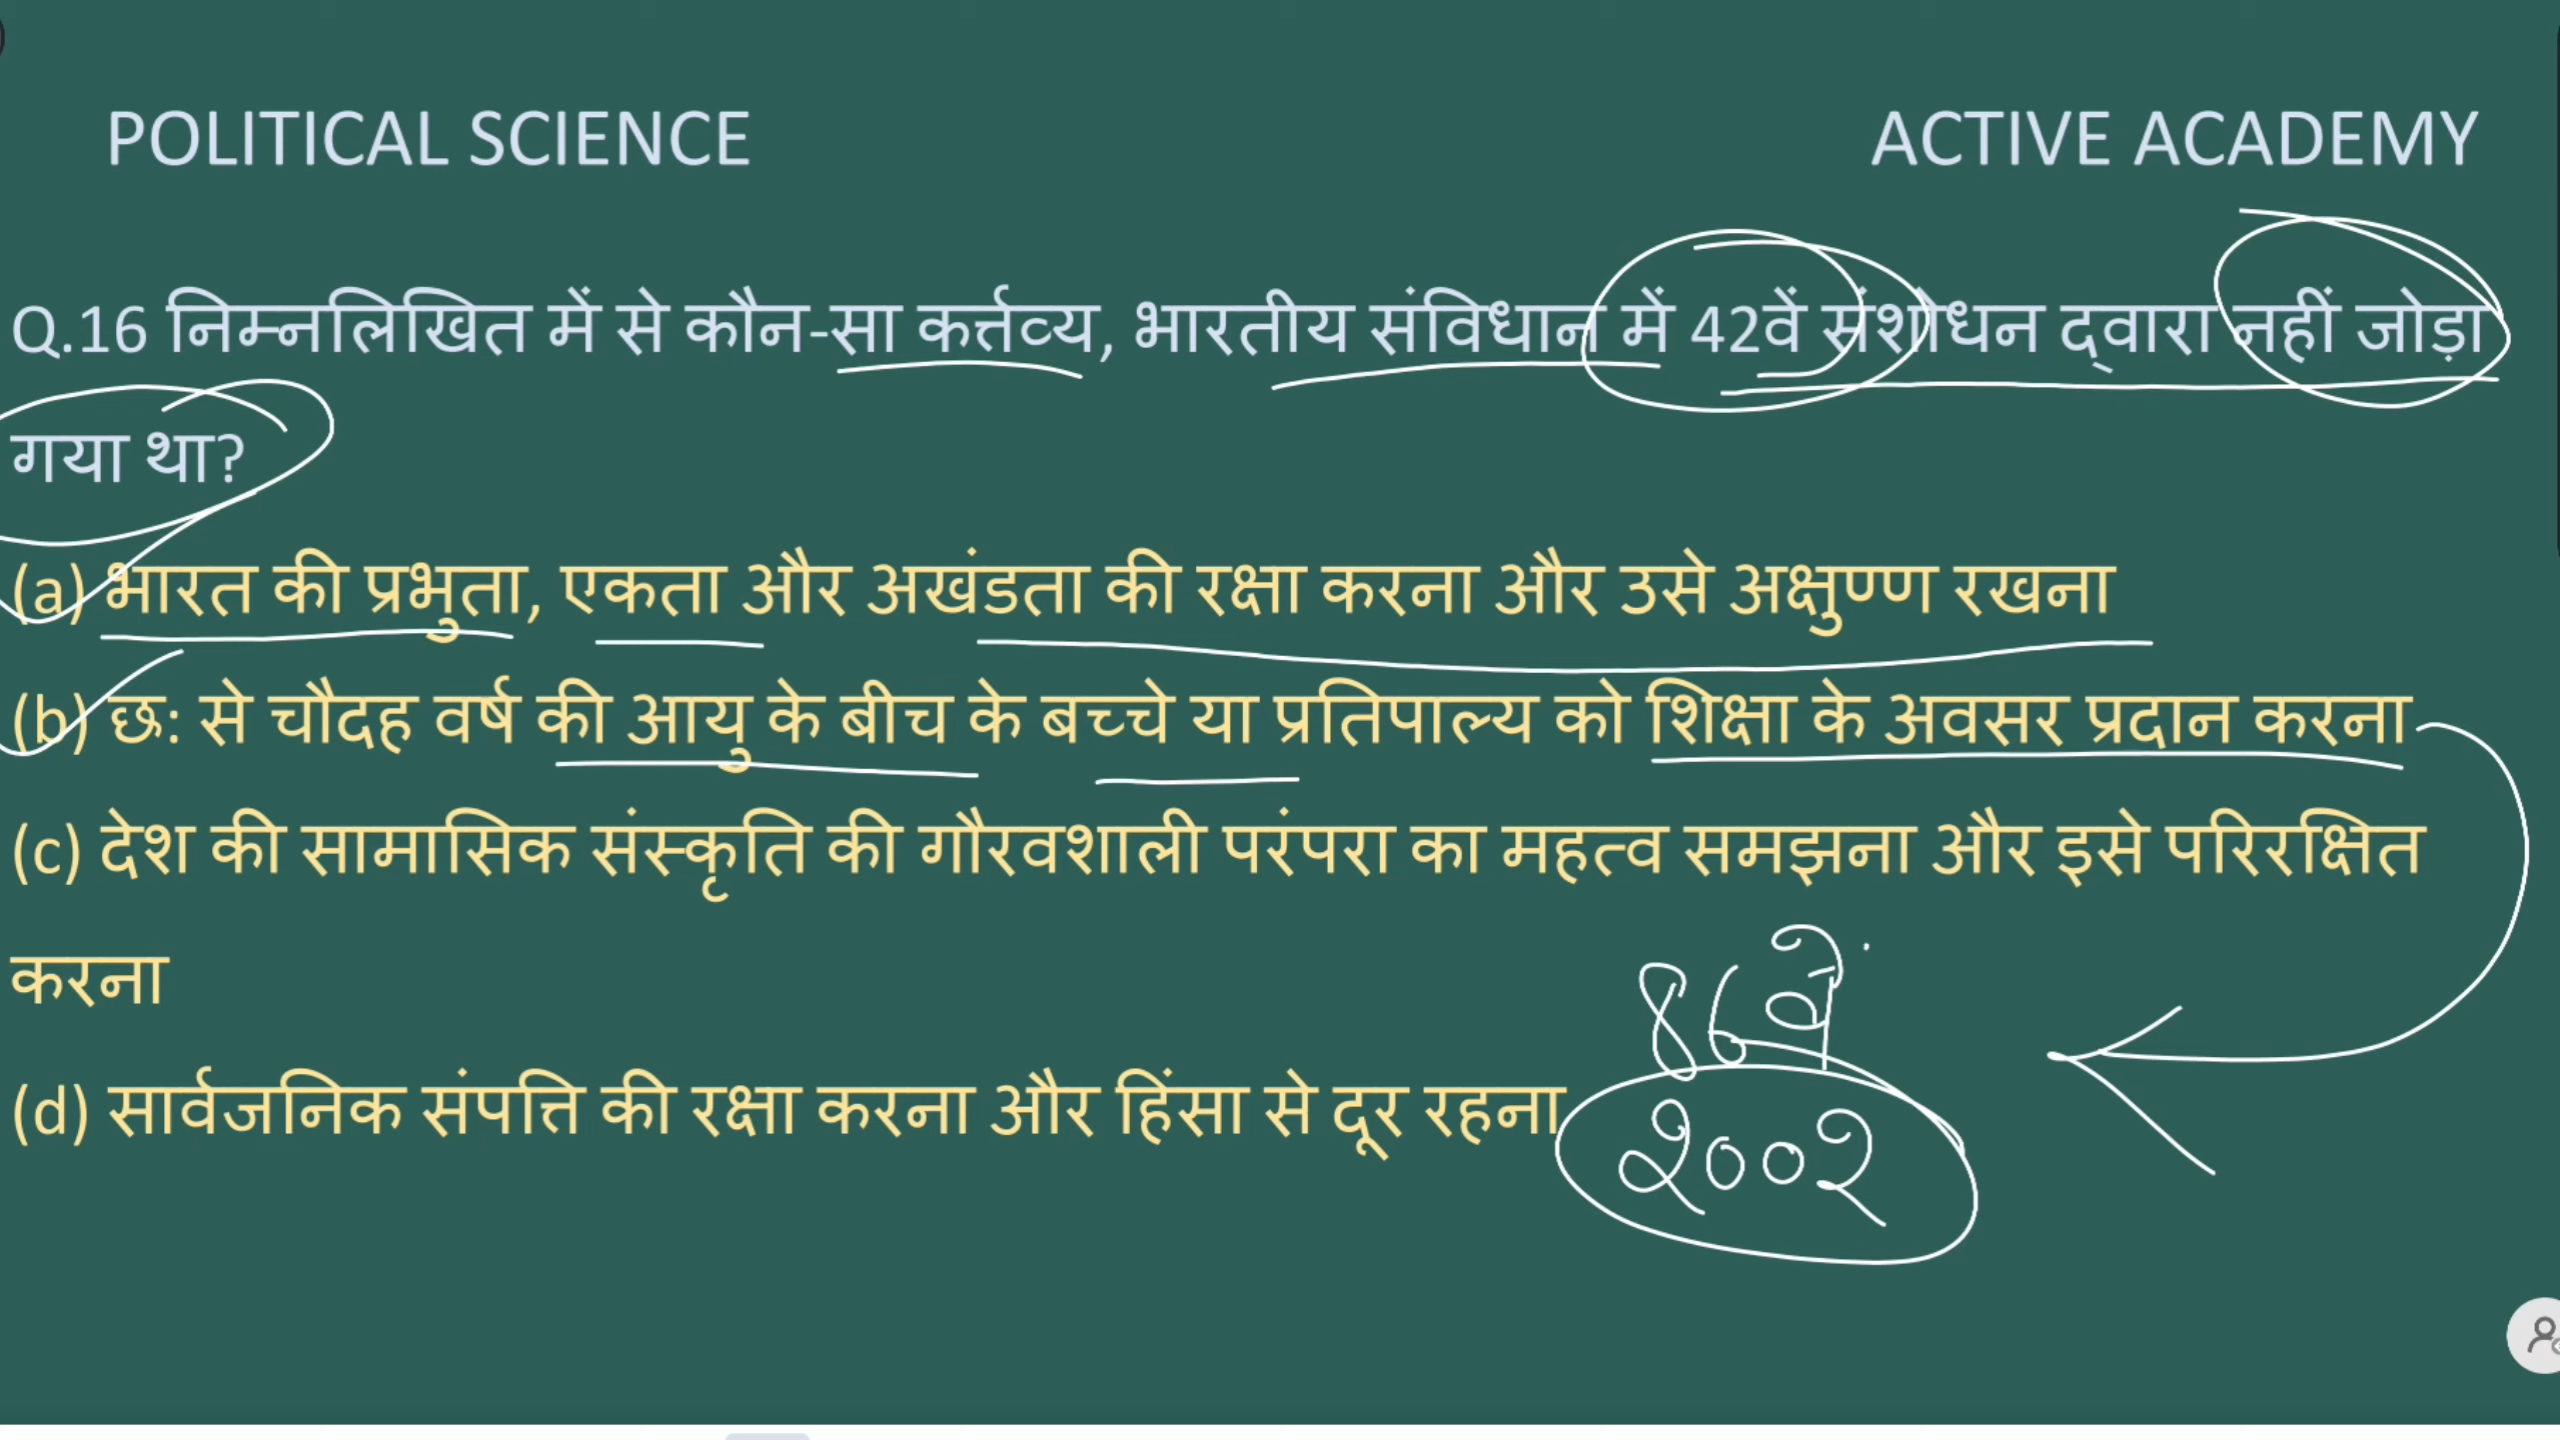 POLITICAL SCIENCE ACTIVE ACADEMY
Q.16 निम्नलिखित में से कौन-सा कर्त्तव्य, भारतीय संविधान में 42वें संशोधन द्वारा नहीं जोड़ा
गया था?
(a) भारत की प्रभुता, एकता और अखंडता की रक्षा करना और उसे अक्षुण्ण रखना
(b) छः से चौदह वर्ष की आयु के बीच के बच्चे या प्रतिपाल्य को शिक्षा के अवसर प्रदान करना
(c) देश की सामासिक संस्कृति की गौरवशाली परंपरा का महत्व समझना और इसे परिरक्षित
करना
86वें
(d) सार्वजनिक संपत्ति की रक्षा करना और हिंसा से दूर रहना
2002